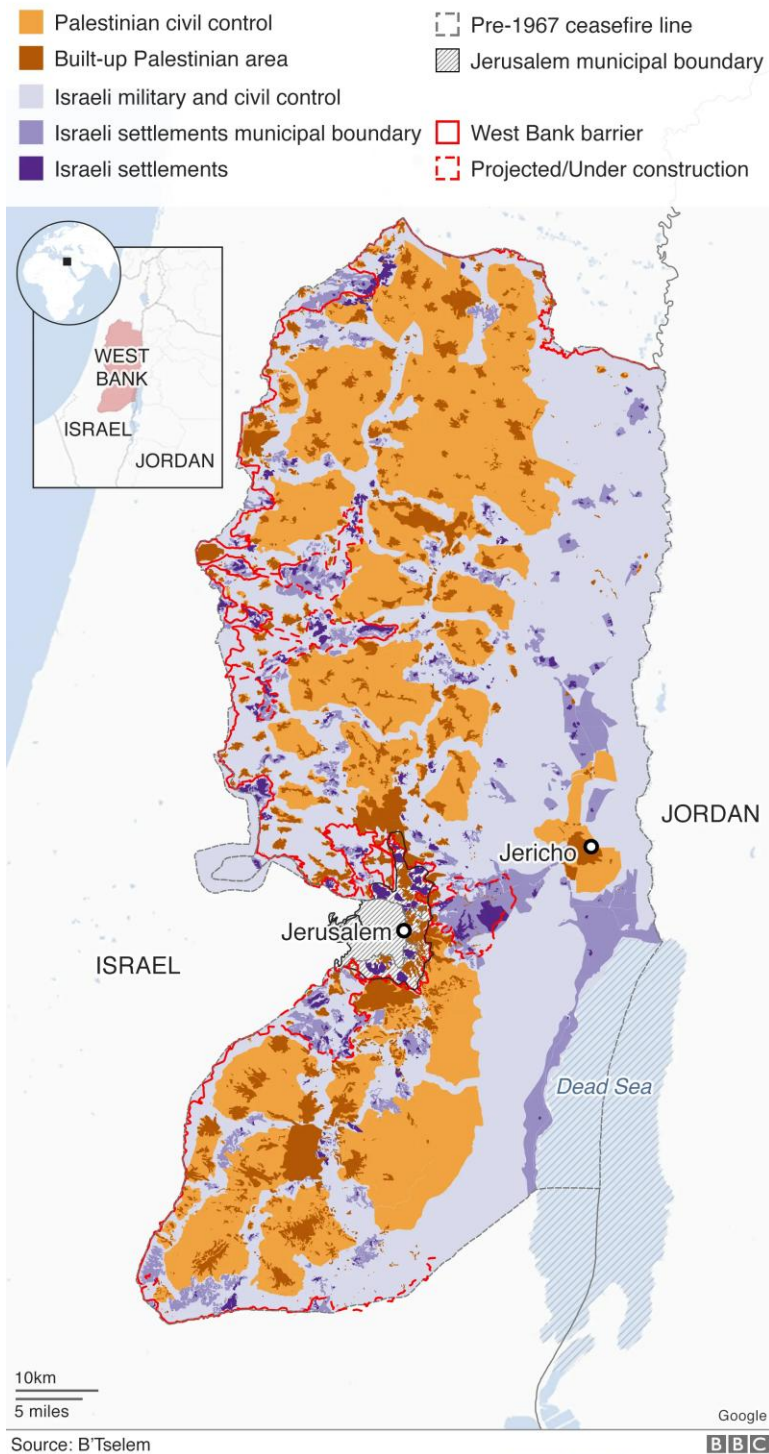 Palestinian civil control
Built-up Palestinian area
Israeli military and civil control
Israeli settlements municipal boundary
Israeli settlements
Pre-1967 ceasefire line
Jerusalem municipal boundary
West Bank barrier
Projected/Under construction
WEST
BANK
ISRAEL
JORDAN
JORDAN
Jericho
Jerusalem
ISRAEL
Dead Sea
10km
5 miles
Google
Source: B'Tselem
BBC